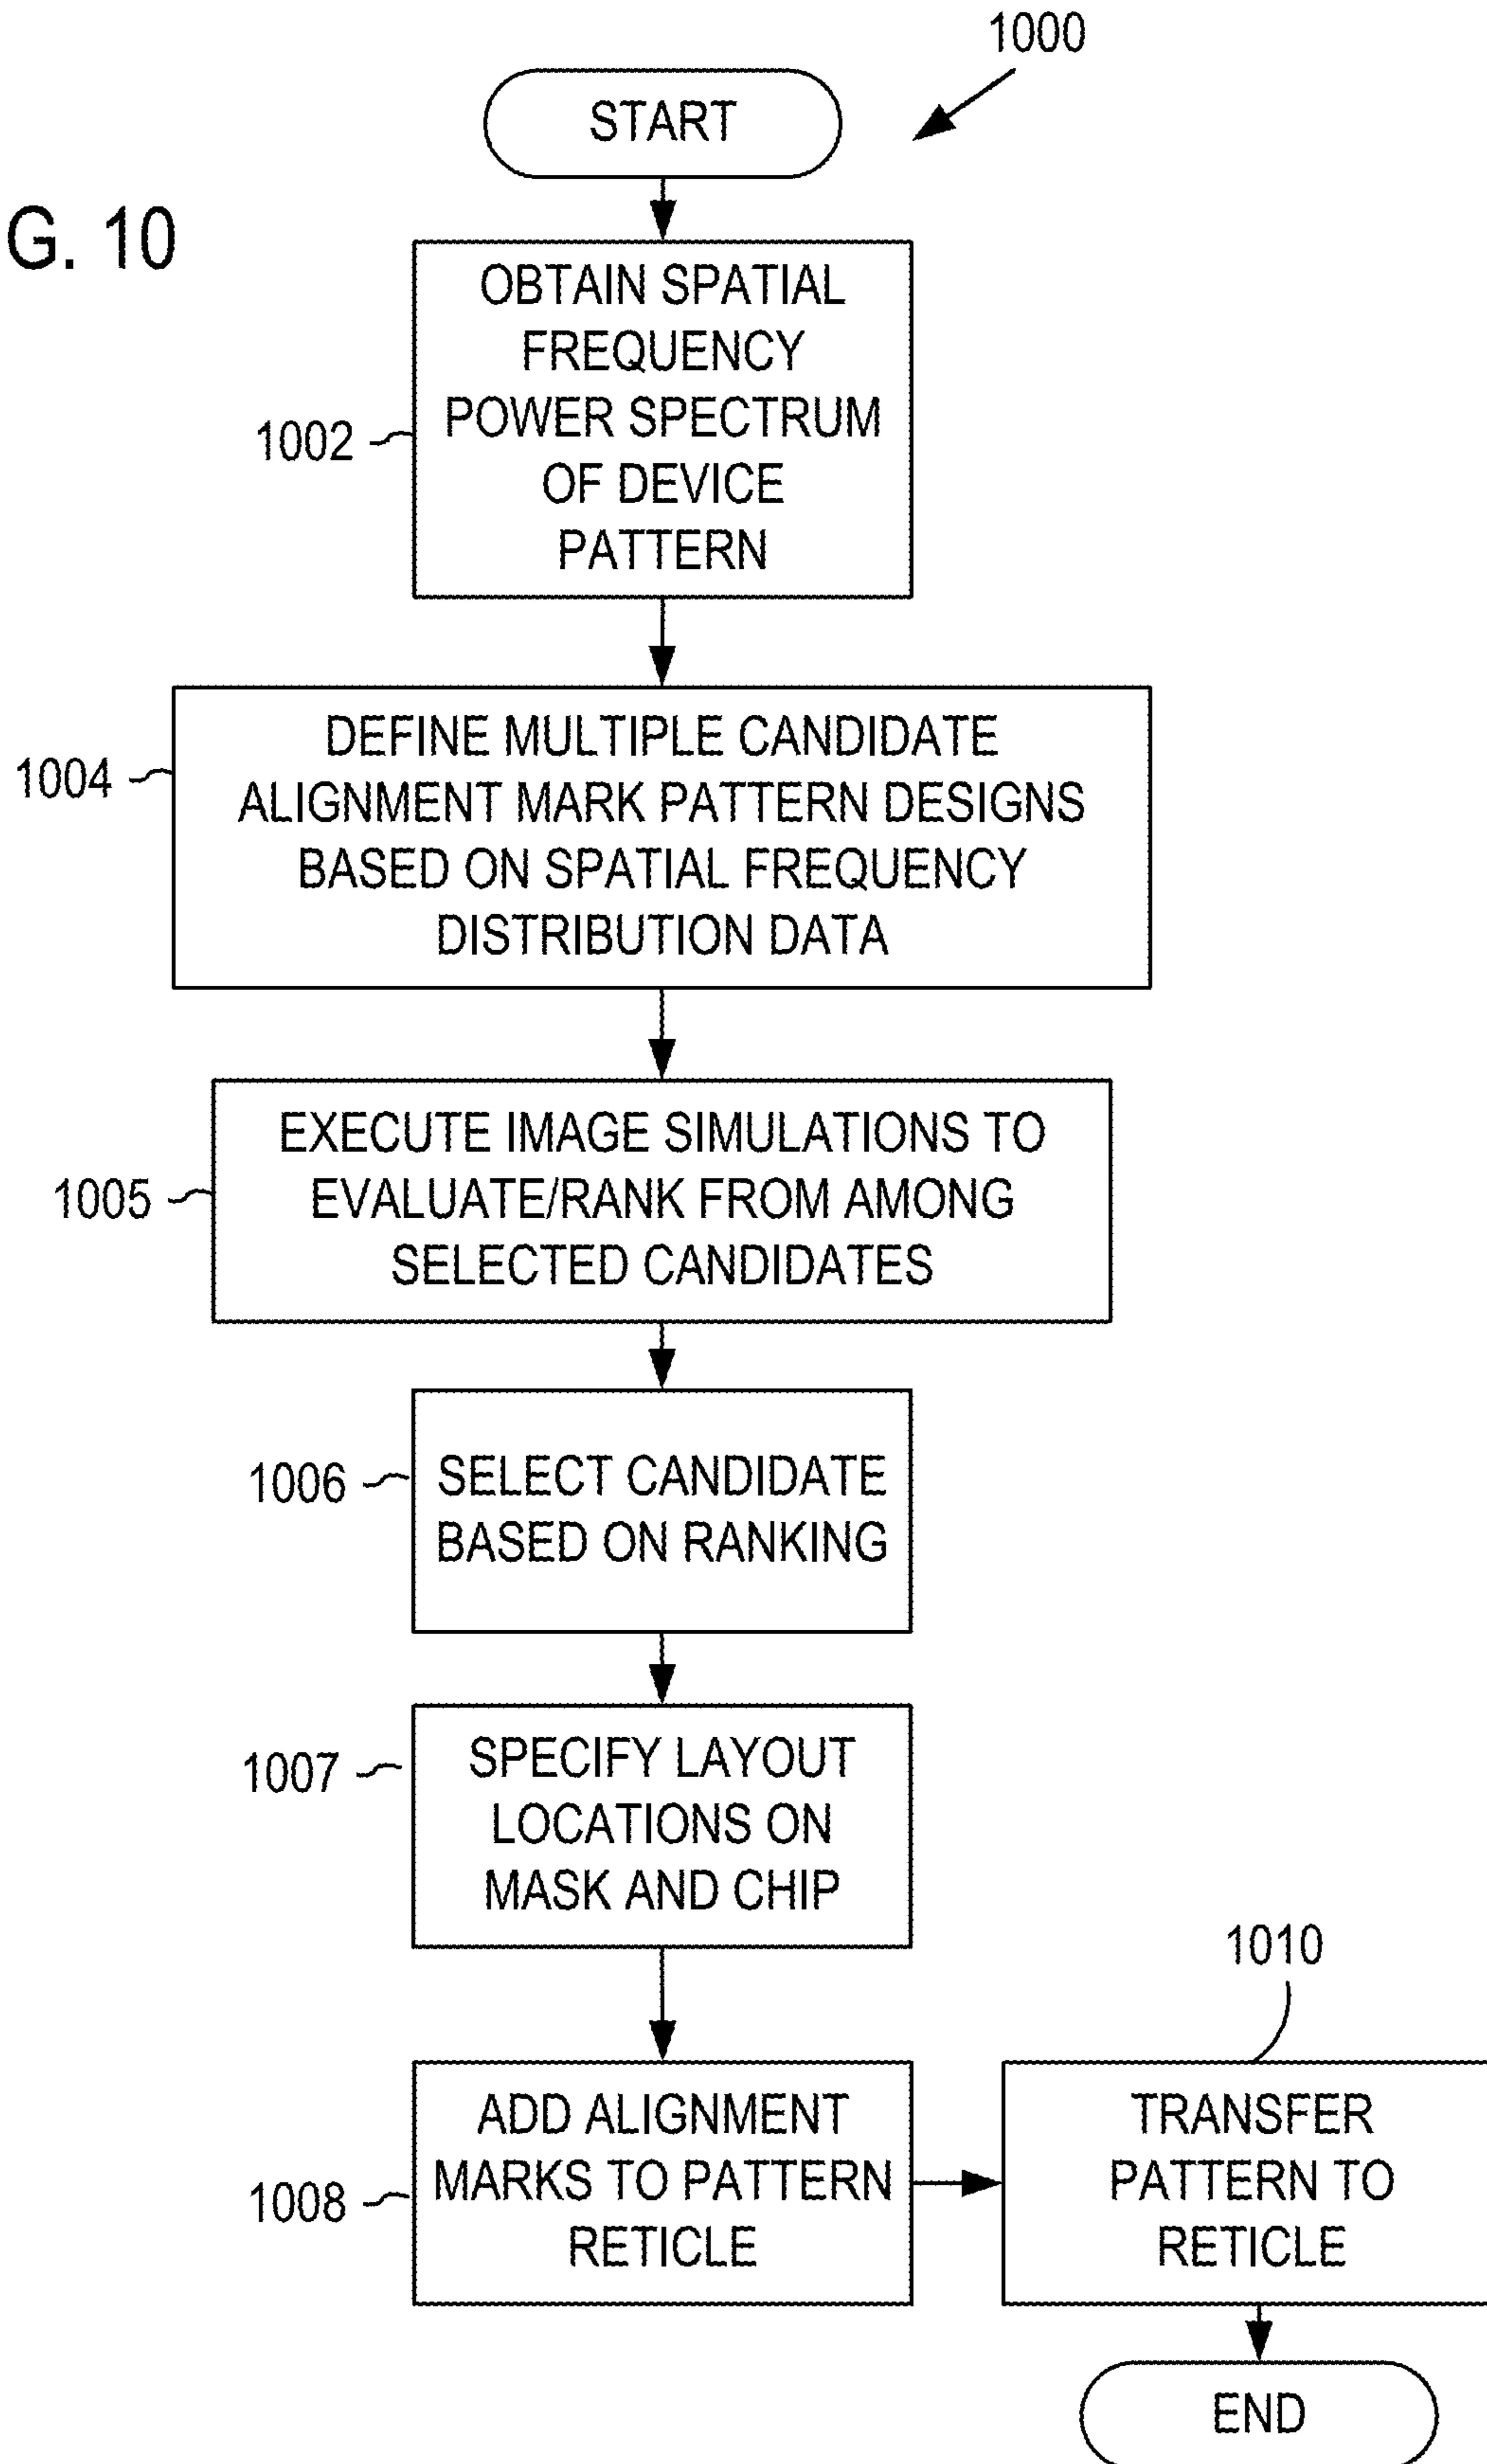 1000
START
G. 10
OBTAIN SPATIAL
FREQUENCY
POWER SPECTRUM
OF DEVICE
PATTERN
1002
DEFINE MULTIPLE CANDIDATE
ALIGNMENT MARK PATTERN DESIGNS
BASED ON SPATIAL FREQUENCY
DISTRIBUTION DATA
1004
EXECUTE IMAGE SIMULATIONS TO
EVALUATE/RANK FROM AMONG
SELECTED CANDIDATES
1005
SELECT CANDIDATE
BASED ON RANKING
1006
SPECIFY LAYOUT
LOCATIONS ON
MASK AND CHIP
1007
ADD ALIGNMENT
MARKS TO PATTERN
RETICLE
1008
1010
TRANSFER
PATTERN TO
RETICLE
END